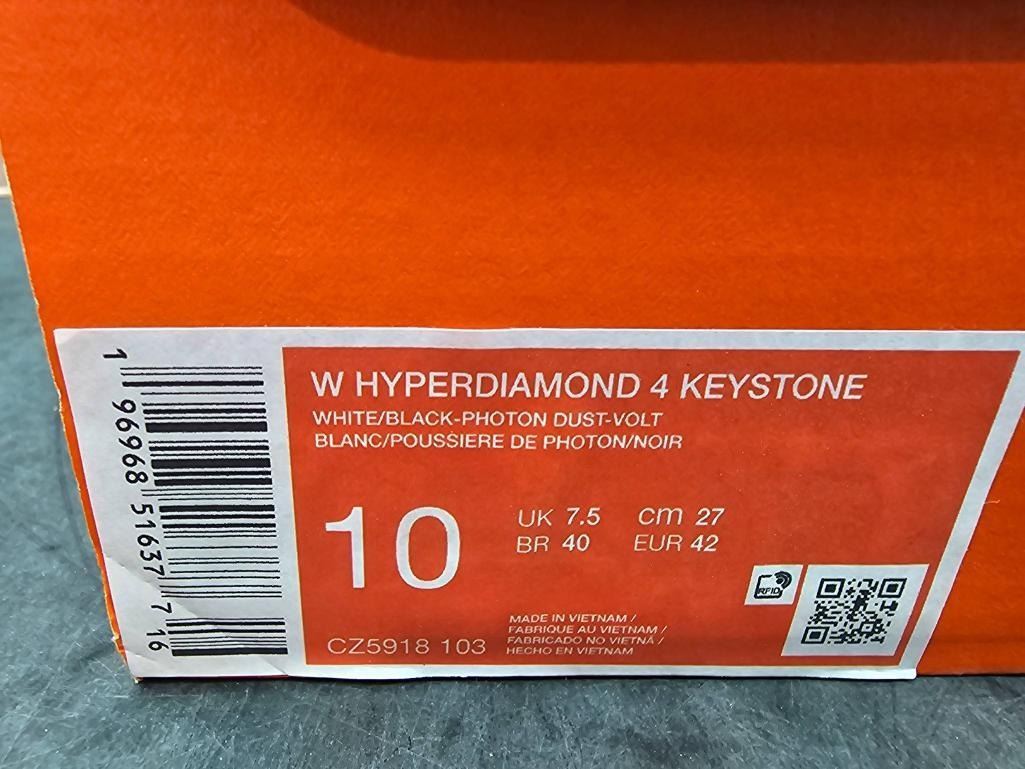 W HYPERDIAMOND 4 KEYSTONE
WHITE/BLACK-PHOTON DUST-VOLT
BLANC/POUSSIERE DE PHOTON/NOIR
10
UK 7.5 cm 27
BR 40 EUR 42
RFID
MADE IN VIETNAM /
FABRIQUE AU VIETNAM /
FABRICADO NO VIETNÃ /
HECHO EN VIETNAM
CZ5918 103
1 96968 51637 7 16